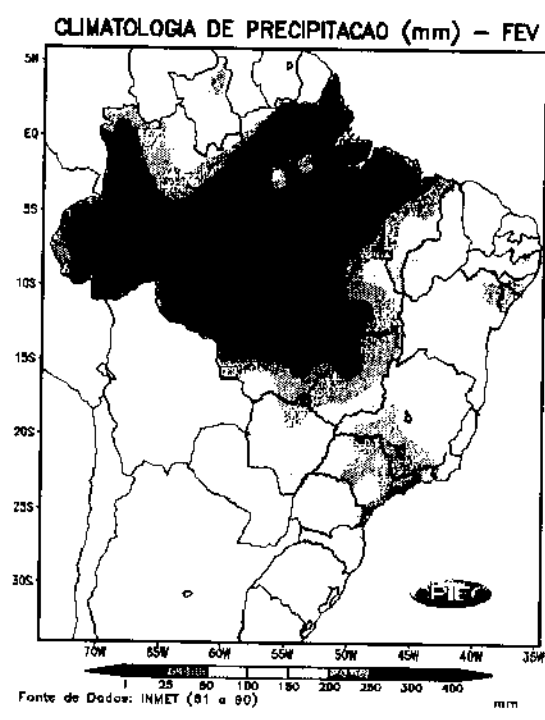 CLIMATOLOGIA DE PRECIPITACAO (mm) – FEV
5N
E0
5S
10S
15S
20S
25S
30S
70W 65W 60W 55W 50W 45W 40W 35W
1 25 50 100 150 200 250 300 400
Fonte de Dados: INMET (61 a 90) mm